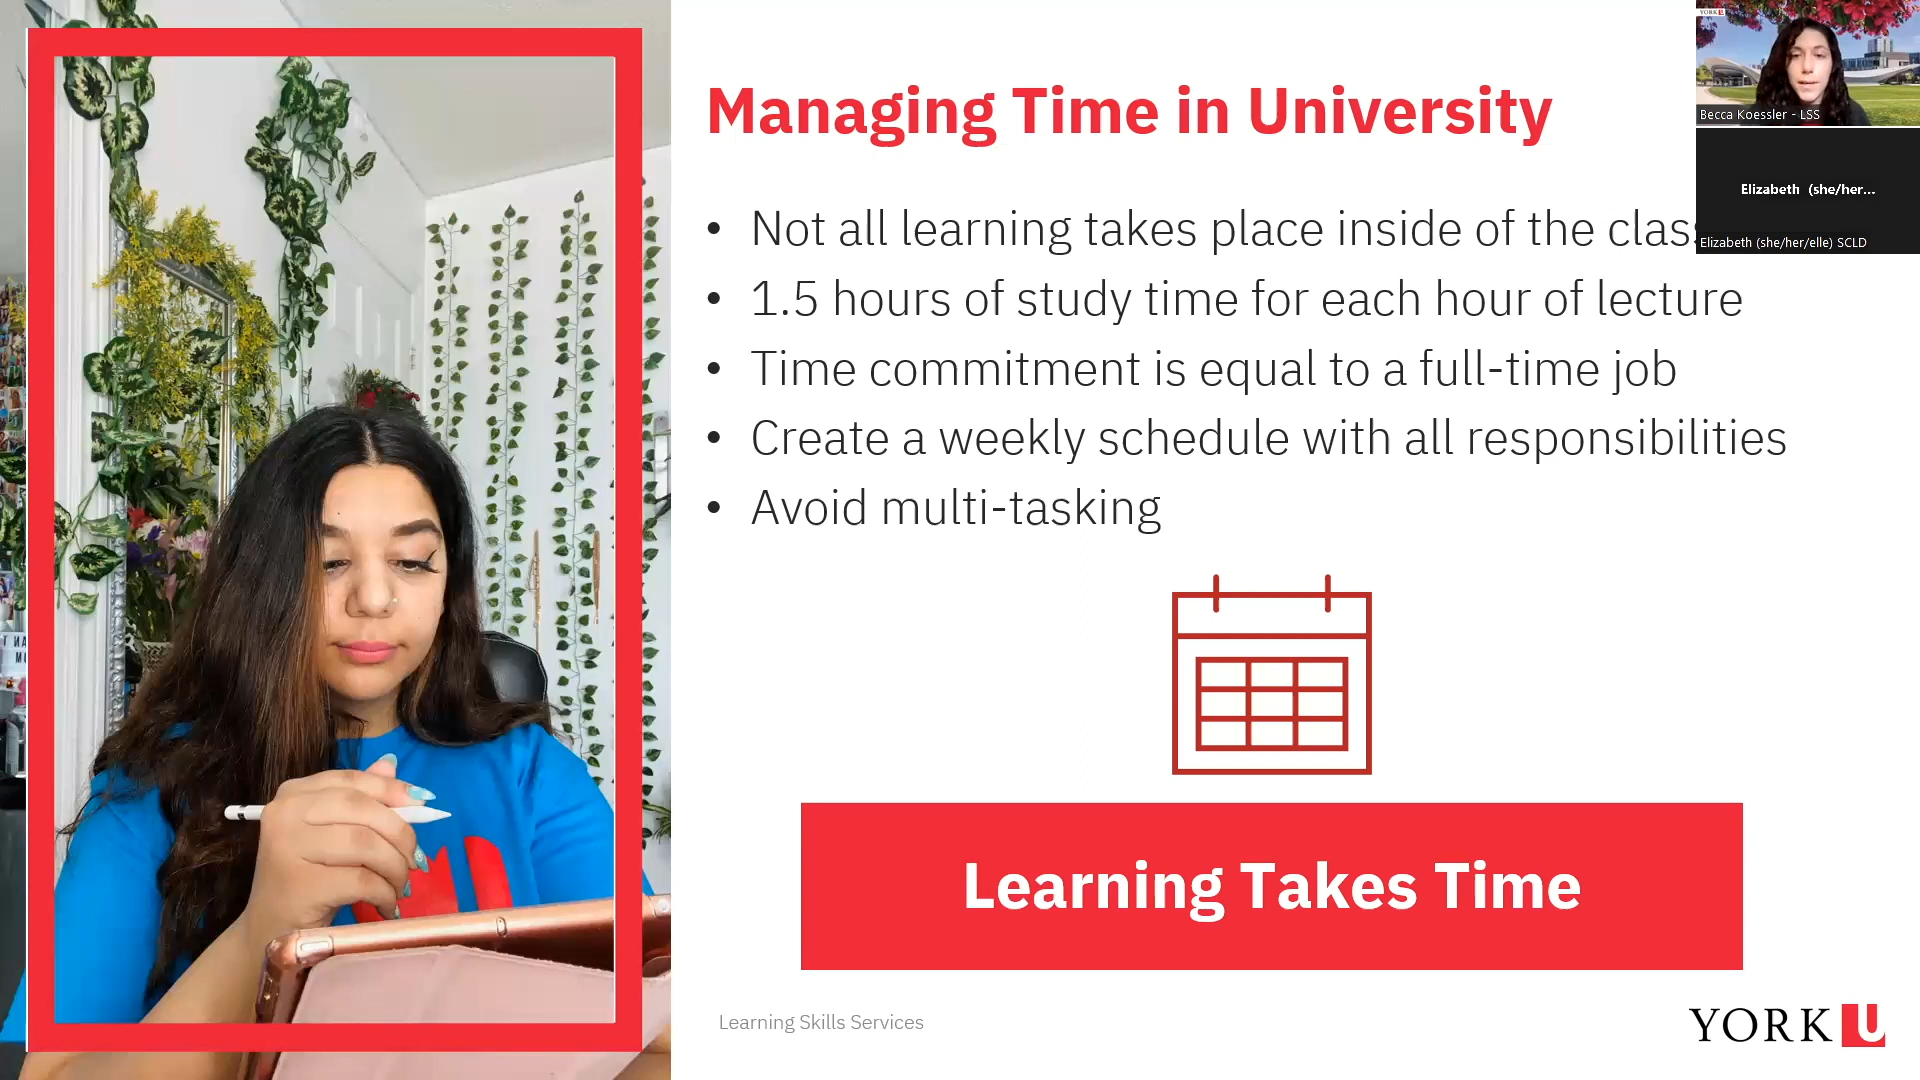 Managing Time in University
• Not all learning takes place inside of the class
• 1.5 hours of study time for each hour of lecture
• Time commitment is equal to a full-time job
• Create a weekly schedule with all responsibilities
• Avoid multi-tasking
Learning Takes Time
Learning Skills Services
YORK U
YORK U
Becca Koessler - LSS
Elizabeth (she/her...
Elizabeth (she/her/elle) SCLD